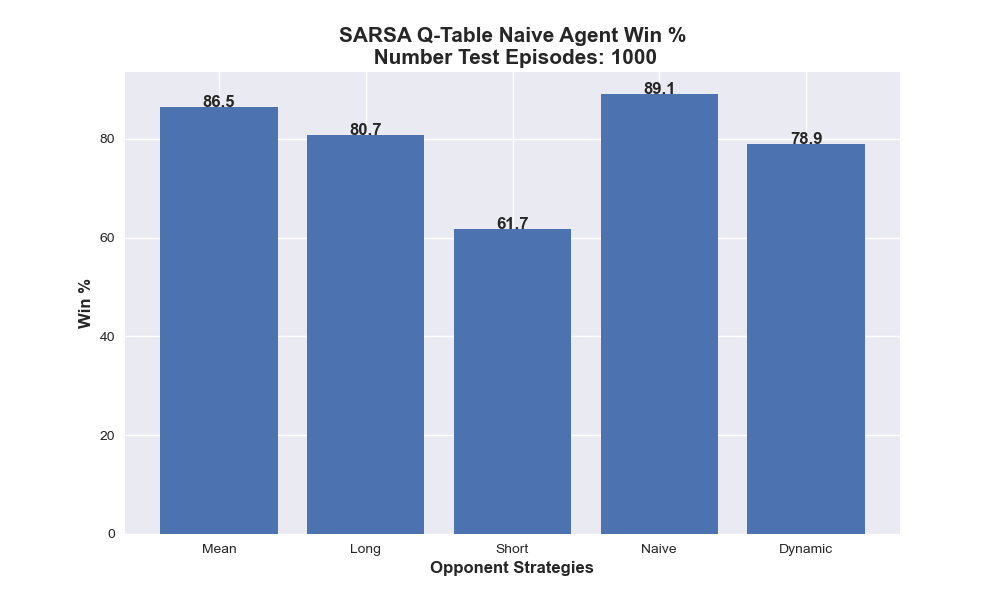 SARSA Q-Table Naive Agent Win %
Number Test Episodes: 1000
86.5
80.7
61.7
89.1
78.9
80
60
40
20
0
Win %
Mean
Long
Short
Naive
Dynamic
Opponent Strategies